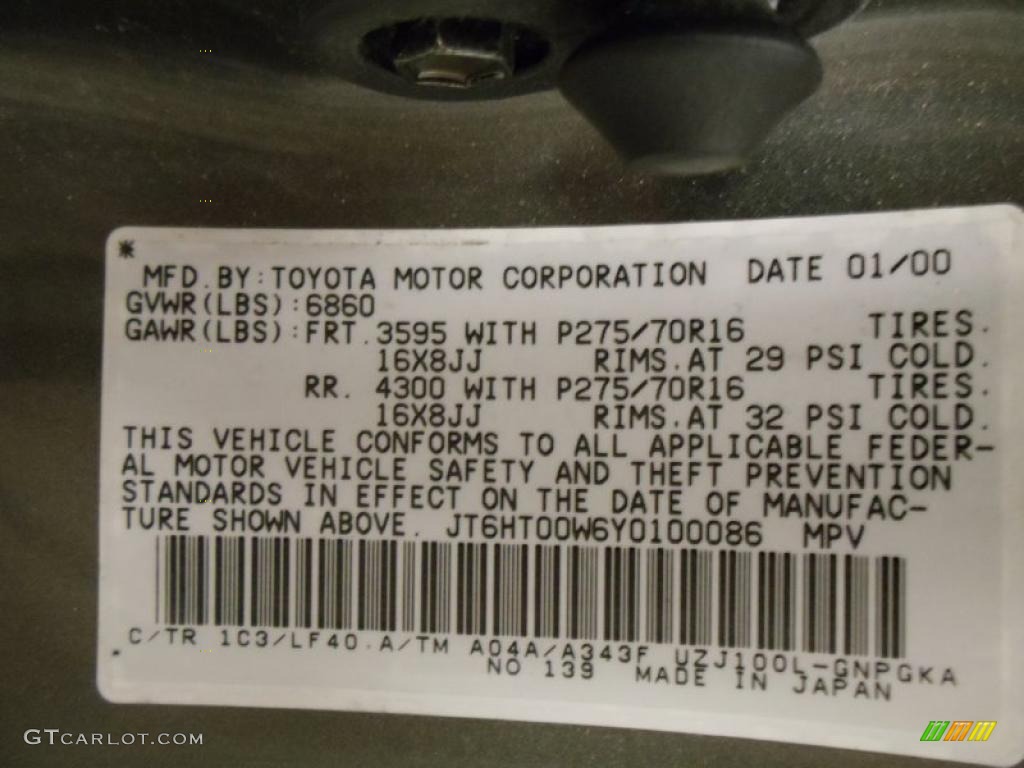 *
MFD. BY: TOYOTA MOTOR CORPORATION DATE 01/00
GVWR(LBS):6860
GAWR(LBS):FRT. 3595 WITH P275/70R16 TIRES.
16X8JJ RIMS.AT 29 PSI COLD.
RR. 4300 WITH P275/70R16 TIRES.
16X8JJ RIMS.AT 32 PSI COLD.
THIS VEHICLE CONFORMS TO ALL APPLICABLE FEDER-
AL MOTOR VEHICLE SAFETY AND THEFT PREVENTION
STANDARDS IN EFFECT ON THE DATE OF MANUFAC-
TURE SHOWN ABOVE. JT6HT00W6Y0100086 MPV
C/TR 1C3/LF40.A/TM A04A/A343F UZJ100L-GNPGKA
NO 139 MADE IN JAPAN
GTCARLOT.COM